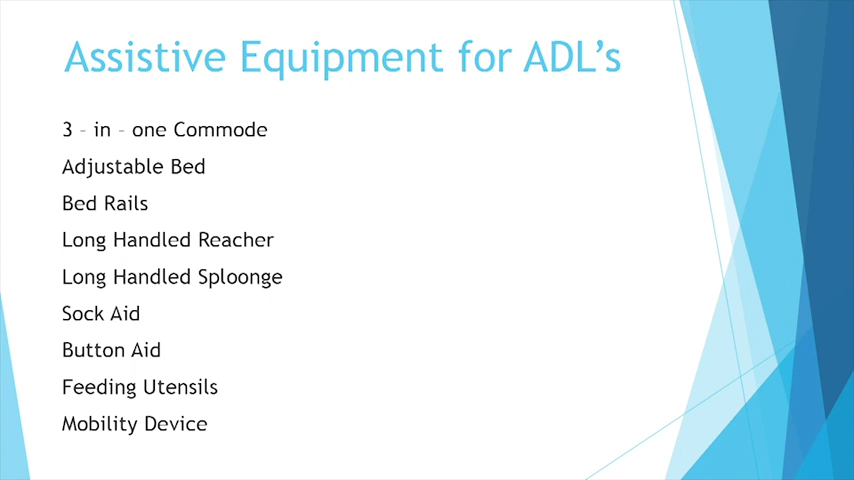 Assistive Equipment for ADL’s
3 – in – one Commode
Adjustable Bed
Bed Rails
Long Handled Reacher
Long Handled Sploonge
Sock Aid
Button Aid
Feeding Utensils
Mobility Device